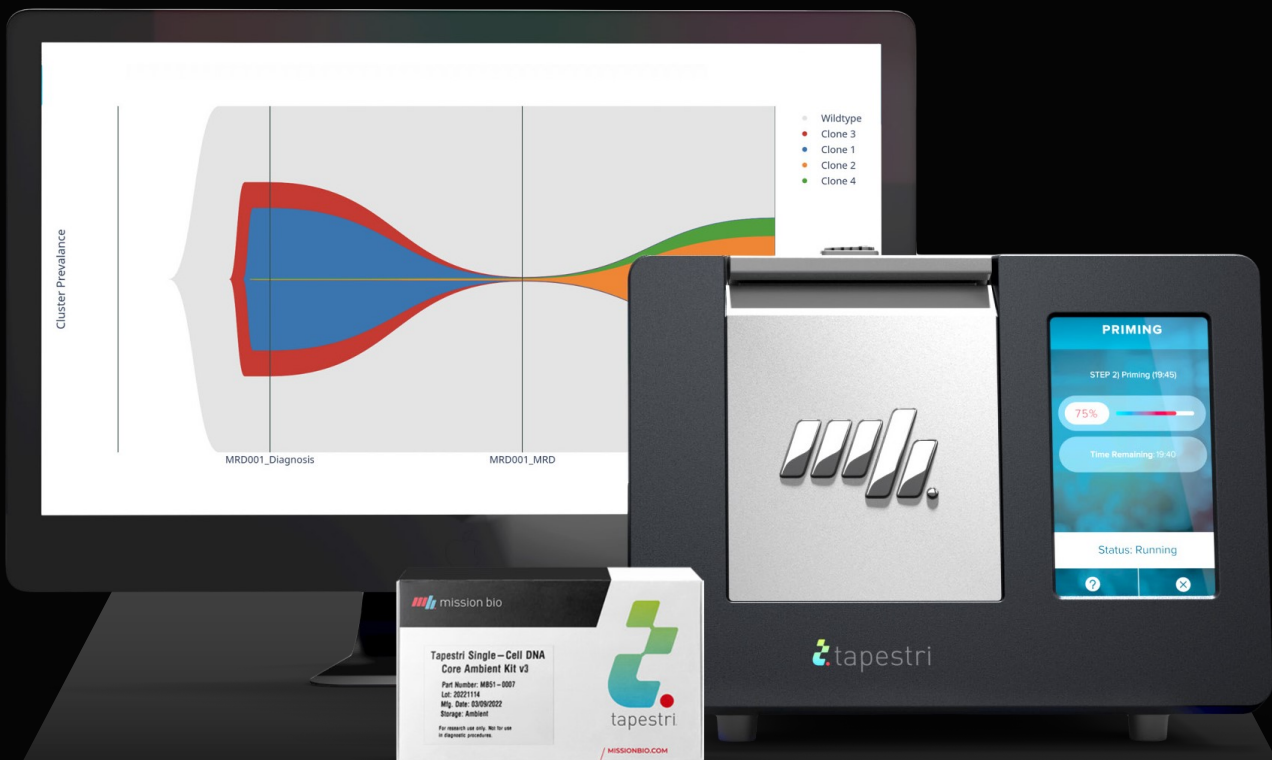 Wildtype
Clone 3
Clone 1
Clone 2
Clone 4
Cluster Prevalance
MRD001_Diagnosis
MRD001_MRD
PRIMING
STEP 2) Priming (19:45)
75%
Time Remaining: 19:40
Status: Running
?
tapestri
mission bio
Tapestri Single-Cell DNA
Core Ambient Kit v3
Part Number: MB51-0007
Lot: 20221114
Mfg. Date: 03/09/2022
Storage: Ambient
For research use only. Not for use
in diagnostic procedures.
tapestri
/ MISSIONBIO.COM